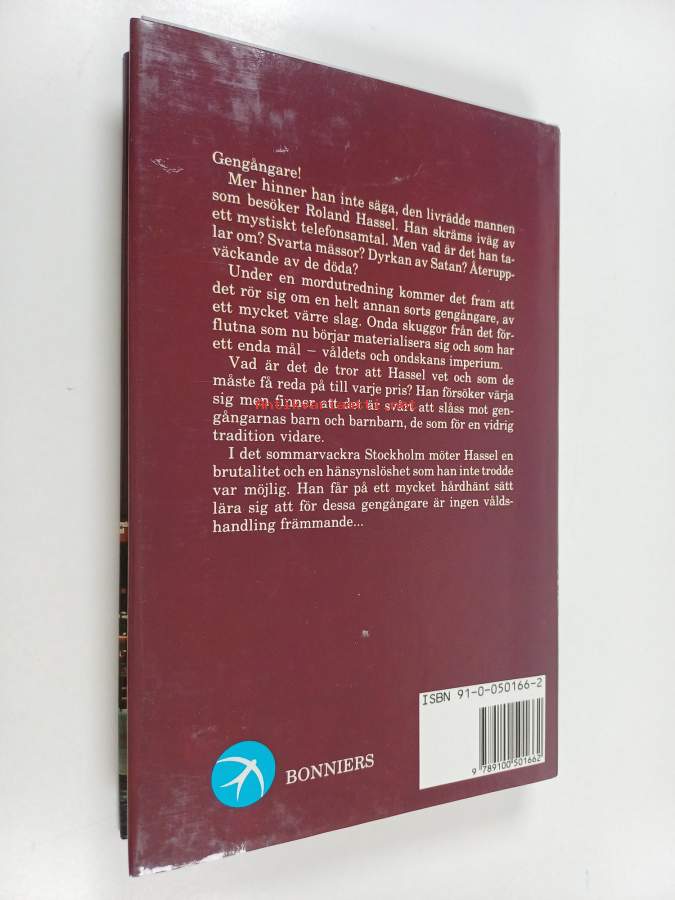 Gengångare!
Mer hinner han inte säga, den livrädde mannen
som besöker Roland Hassel. Han skräms iväg av
ett mystiskt telefonsamtal. Men vad är det han ta-
lar om? Svarta mässor? Dyrkan av Satan? Återupp-
väckande av de döda?
Under en mordutredning kommer det fram att
det rör sig om en helt annan sorts gengångare, av
ett mycket värre slag. Onda skuggor från det för-
flutna som nu börjar materialisera sig och som har
ett enda mål – våldets och ondskans imperium.
Vad är det de tror att Hassel vet och som de
måste få reda på till varje pris? Han försöker värja
sig men finner att det är svårt att slåss mot gen-
gångarnas barn och barnbarn, de som för en vidrig
tradition vidare.
I det sommarvackra Stockholm möter Hassel en
brutalitet och en hänsynslöshet som han inte trodde
var möjlig. Han får på ett mycket hårdhänt sätt
lära sig att för dessa gengångare är ingen vålds-
handling främmande...
ISBN 91-0-050166-2
9 789100 501662
BONNIERS